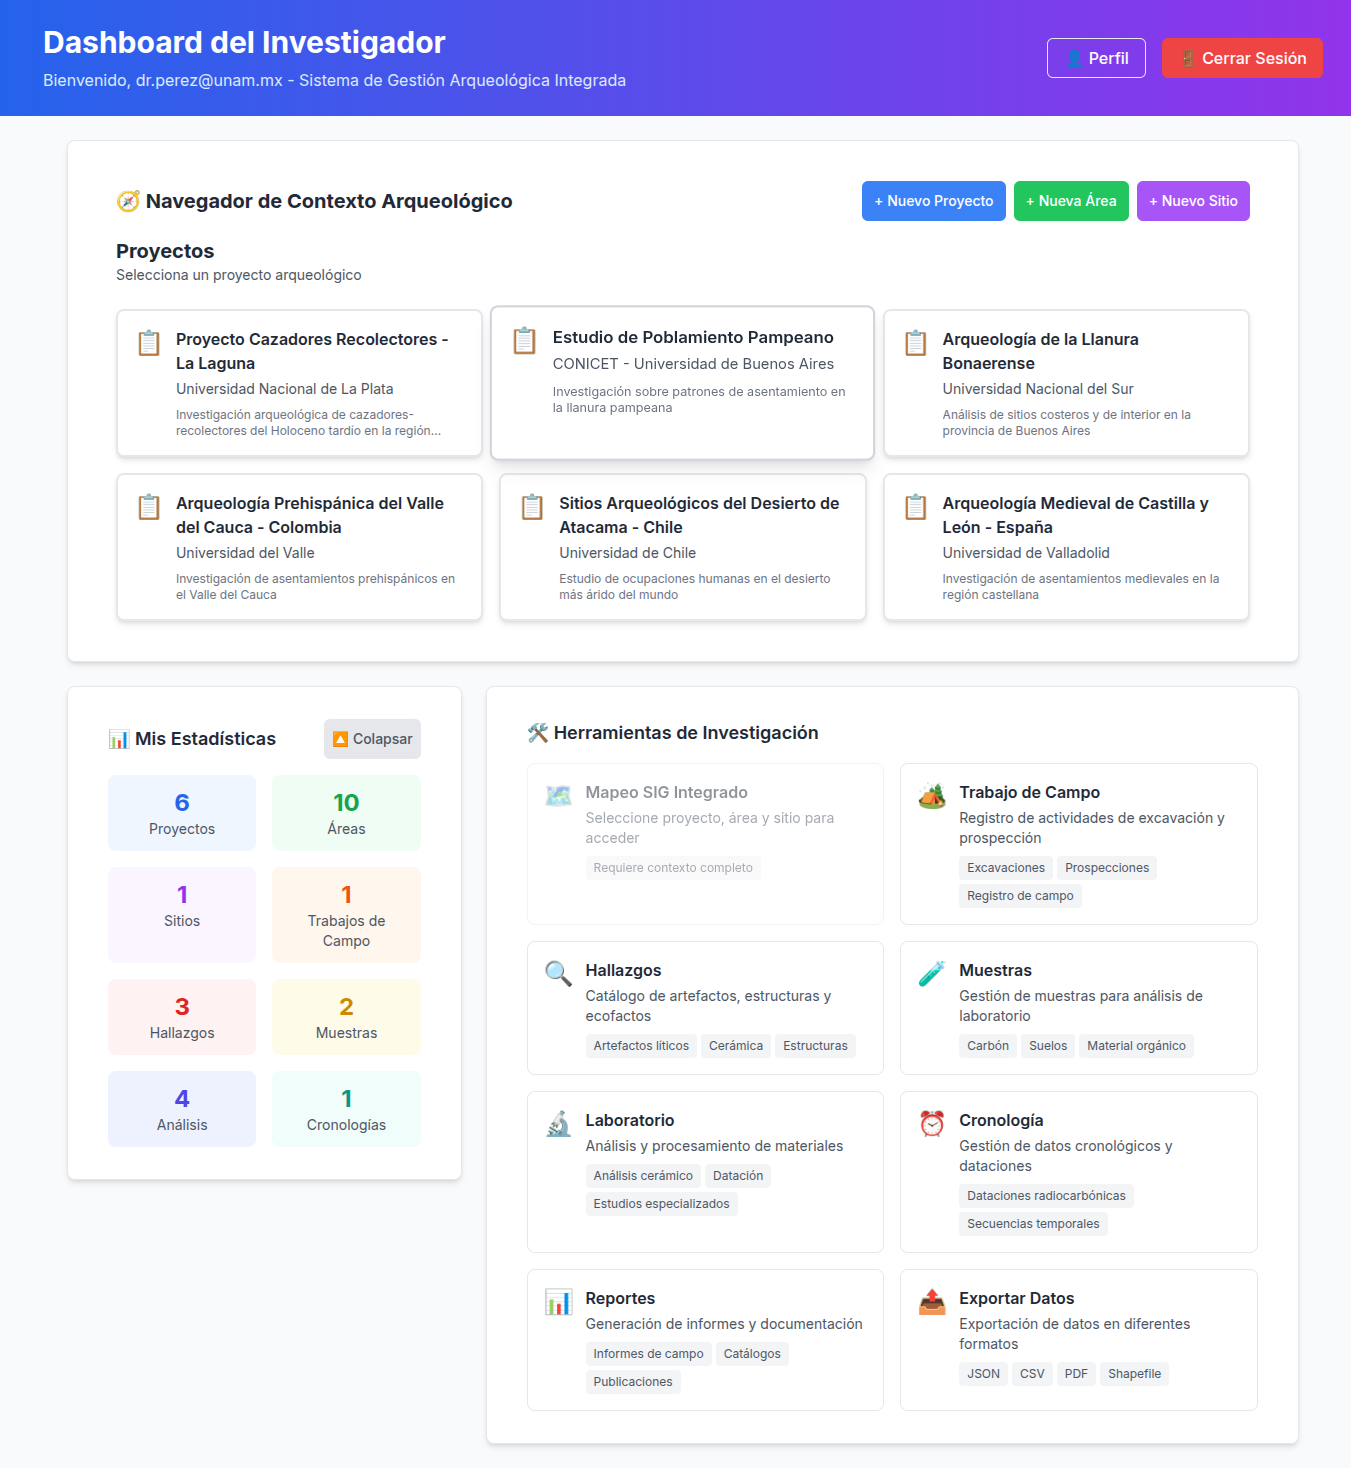 Dashboard del Investigador
Bienvenido, dr.perez@unam.mx - Sistema de Gestión Arqueológica Integrada
Perfil
Cerrar Sesión
Navegador de Contexto Arqueológico
+ Nuevo Proyecto
+ Nueva Área
+ Nuevo Sitio
Proyectos
Selecciona un proyecto arqueológico
Proyecto Cazadores Recolectores -
La Laguna
Universidad Nacional de La Plata
Investigación arqueológica de cazadores-
recolectores del Holoceno tardío en la región...
Estudio de Poblamiento Pampeano
CONICET - Universidad de Buenos Aires
Investigación sobre patrones de asentamiento en
la llanura pampeana
Arqueología de la Llanura
Bonaerense
Universidad Nacional del Sur
Análisis de sitios costeros y de interior en la
provincia de Buenos Aires
Arqueología Prehispánica del Valle
del Cauca - Colombia
Universidad del Valle
Investigación de asentamientos prehispánicos en
el Valle del Cauca
Sitios Arqueológicos del Desierto de
Atacama - Chile
Universidad de Chile
Estudio de ocupaciones humanas en el desierto
más árido del mundo
Arqueología Medieval de Castilla y
León - España
Universidad de Valladolid
Investigación de asentamientos medievales en la
región castellana
Mis Estadísticas
Colapsar
6
Proyectos
10
Áreas
1
Sitios
1
Trabajos de
Campo
3
Hallazgos
2
Muestras
4
Análisis
1
Cronologías
Herramientas de Investigación
Mapeo SIG Integrado
Seleccione proyecto, área y sitio para
acceder
Requiere contexto completo
Trabajo de Campo
Registro de actividades de excavación y
prospección
Excavaciones
Prospecciones
Registro de campo
Hallazgos
Catálogo de artefactos, estructuras y
ecofactos
Artefactos líticos
Cerámica
Estructuras
Muestras
Gestión de muestras para análisis de
laboratorio
Carbón
Suelos
Material orgánico
Laboratorio
Análisis y procesamiento de materiales
Análisis cerámico
Datación
Estudios especializados
Cronología
Gestión de datos cronológicos y
dataciones
Dataciones radiocarbónicas
Secuencias temporales
Reportes
Generación de informes y documentación
Informes de campo
Catálogos
Publicaciones
Exportar Datos
Exportación de datos en diferentes
formatos
JSON
CSV
PDF
Shapefile